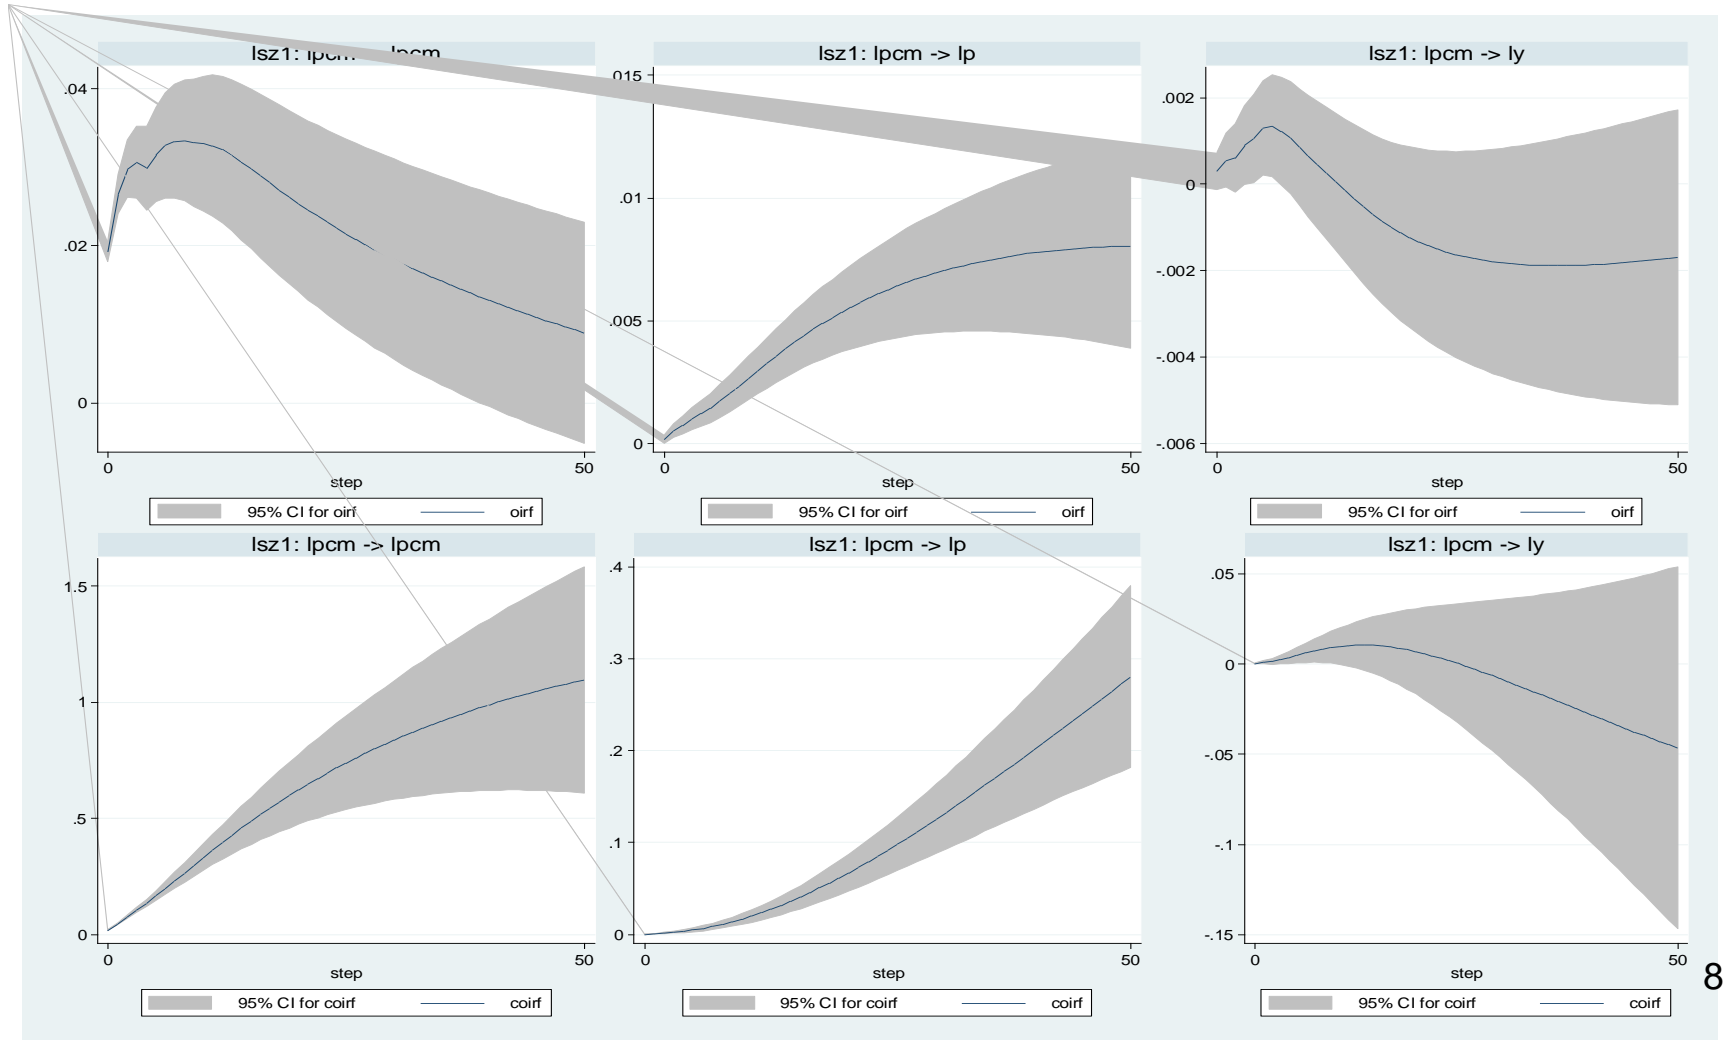 lsz1: lpcm -> lpcm
.04
.02
0
0
50
step
95% CI for oirf
oirf
lsz1: lpcm -> lp
.015
.01
.005
0
0
50
step
95% CI for oirf
oirf
lsz1: lpcm -> ly
.002
0
-.002
-.004
-.006
0
50
step
95% CI for oirf
oirf
lsz1: lpcm -> lpcm
1.5
1
.5
0
0
50
step
95% CI for coirf
coirf
lsz1: lpcm -> lp
.4
.3
.2
.1
0
0
50
step
95% CI for coirf
coirf
lsz1: lpcm -> ly
.05
0
-.05
-.1
-.15
0
50
step
95% CI for coirf
coirf
8